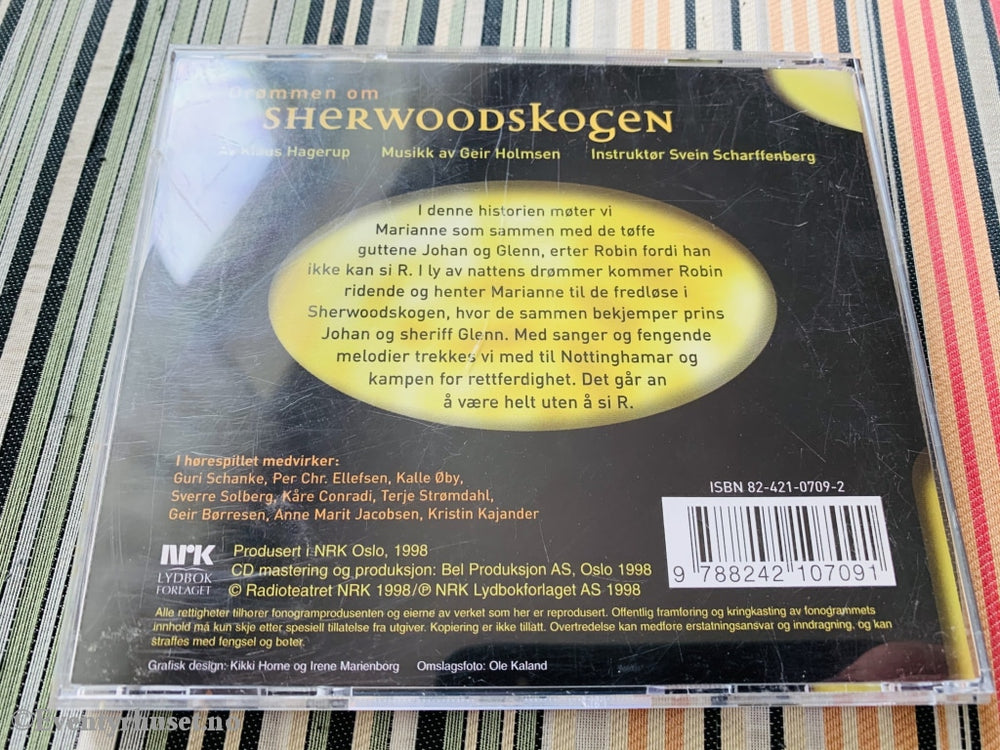 Drømmen om
SHERWOODSKOGEN
Av Klaus Hagerup Musikk av Geir Holmsen Instruktør Svein Scharffenberg
I denne historien møter vi
Marianne som sammen med de tøffe
guttene Johan og Glenn, erter Robin fordi han
ikke kan si R. I ly av nattens drømmer kommer Robin
ridende og henter Marianne til de fredløse i
Sherwoodskogen, hvor de sammen bekjemper prins
Johan og sheriff Glenn. Med sanger og fengende
melodier trekkes vi med til Nottinghamar og
kampen for rettferdighet. Det går an
å være helt uten å si R.
I hørespillet medvirker:
Guri Schanke, Per Chr. Ellefsen, Kalle Øby,
Sverre Solberg, Kåre Conradi, Terje Strømdahl,
Geir Børresen, Anne Marit Jacobsen, Kristin Kajander
ISBN 82-421-0709-2
9 788242 107091
NRK
LYDBOK
FORLAGET
Produsert i NRK Oslo, 1998
CD mastering og produksjon: Bel Produksjon AS, Oslo 1998
© Radioteatret NRK 1998/℗ NRK Lydbokforlaget AS 1998
Alle rettigheter tilhører fonogramprodusenten og eierne av verket som her er reprodusert. Offentlig framføring og kringkasting av fonogrammets
innhold må kun skje etter spesiell tillatelse fra utgiver. Kopiering er ikke tillatt. Overtredelse kan medføre erstatningsansvar og inndragning, og kan
straffes med fengsel og bøter.
Grafisk design: Kikki Horne og Irene Marienborg Omslagsfoto: Ole Kaland
©Eventyrhuset.no